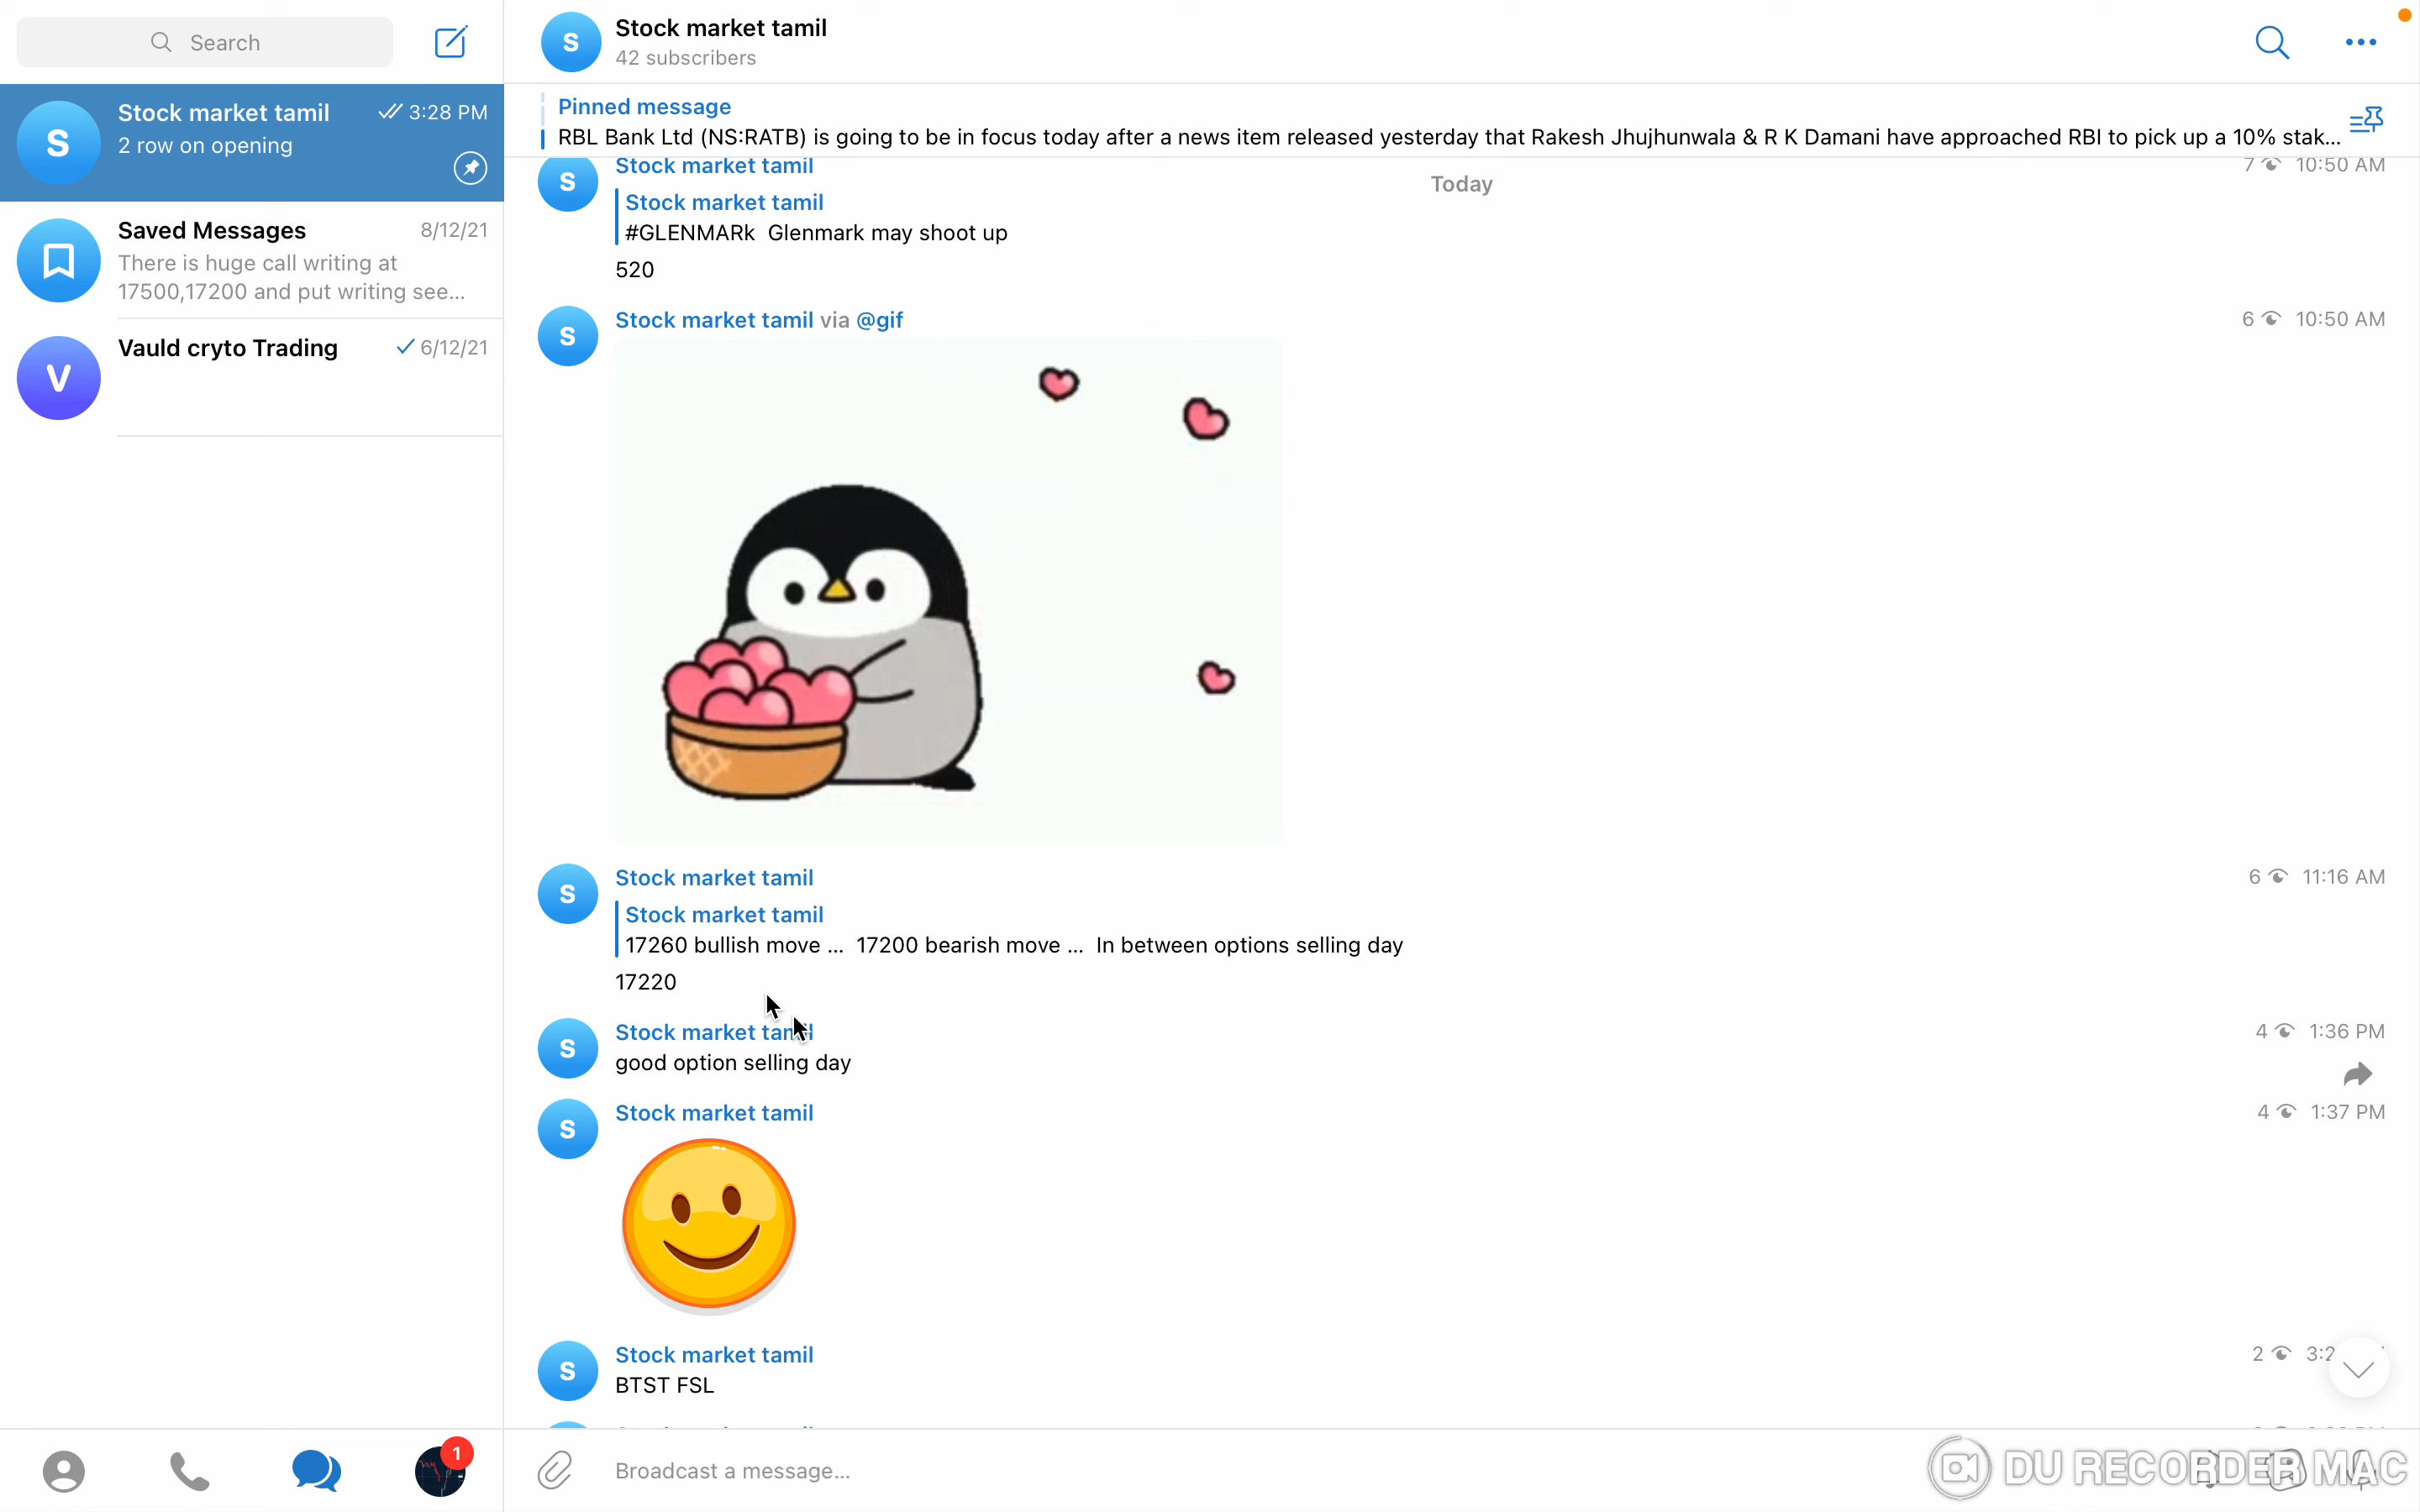 Search
Stock market tamil 3:28 PM
2 row on opening
Saved Messages 8/12/21
There is huge call writing at
17500,17200 and put writing see...
Vauld cryto Trading 6/12/21
1
Stock market tamil
42 subscribers
Pinned message
RBL Bank Ltd (NS:RATB) is going to be in focus today after a news item released yesterday that Rakesh Jhujhunwala & R K Damani have approached RBI to pick up a 10% stak...
Stock market tamil 7 10:50 AM
Today
Stock market tamil
#GLENMARk Glenmark may shoot up
520
Stock market tamil via @gif 6 10:50 AM
Stock market tamil 6 11:16 AM
Stock market tamil
17260 bullish move ... 17200 bearish move ... In between options selling day
17220
Stock market tamil 4 1:36 PM
good option selling day
Stock market tamil 4 1:37 PM
Stock market tamil 2
BTST FSL
Broadcast a message...
DU RECORDER MAC